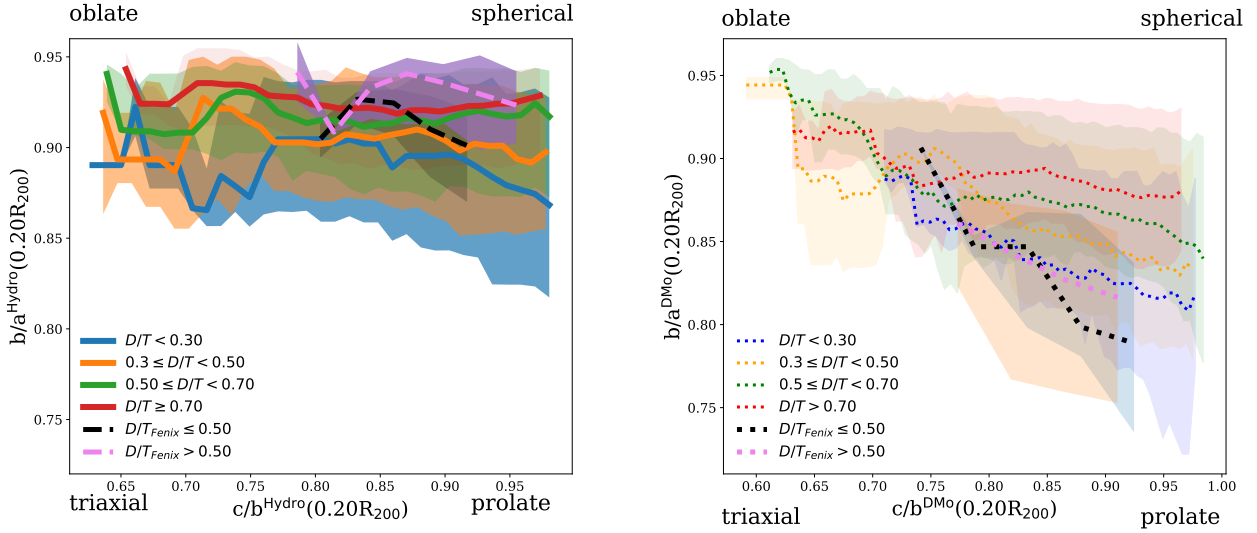 oblate spherical
0.95
0.90
0.85
0.80
0.75
b/a^Hydro(0.20R_200)
D/T < 0.30
0.3 ≤ D/T < 0.50
0.50 ≤ D/T < 0.70
D/T ≥ 0.70
D/T_Fenix ≤ 0.50
D/T_Fenix > 0.50
0.65 0.70 0.75 0.80 0.85 0.90 0.95
triaxial c/b^Hydro(0.20R_200) prolate
oblate spherical
0.95
0.90
0.85
0.80
0.75
b/a^DMo(0.20R_200)
D/T < 0.30
0.3 ≤ D/T < 0.50
0.5 ≤ D/T < 0.70
D/T > 0.70
D/T_Fenix ≤ 0.50
D/T_Fenix > 0.50
0.60 0.65 0.70 0.75 0.80 0.85 0.90 0.95 1.00
triaxial c/b^DMo(0.20R_200) prolate